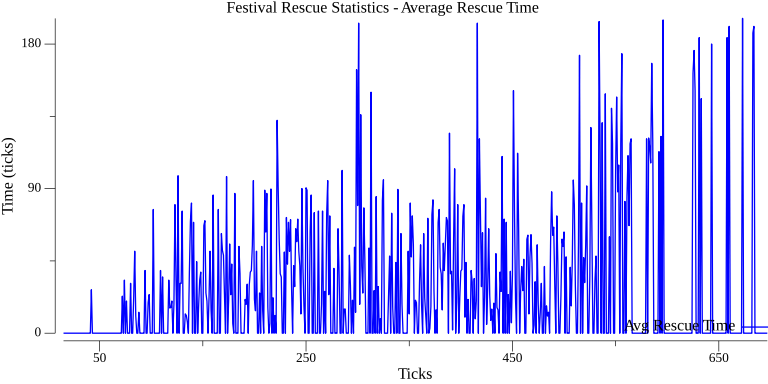 Festival Rescue Statistics - Average Rescue Time
180
90
0
Time (ticks)
Avg Rescue Time
50
250
450
650
Ticks